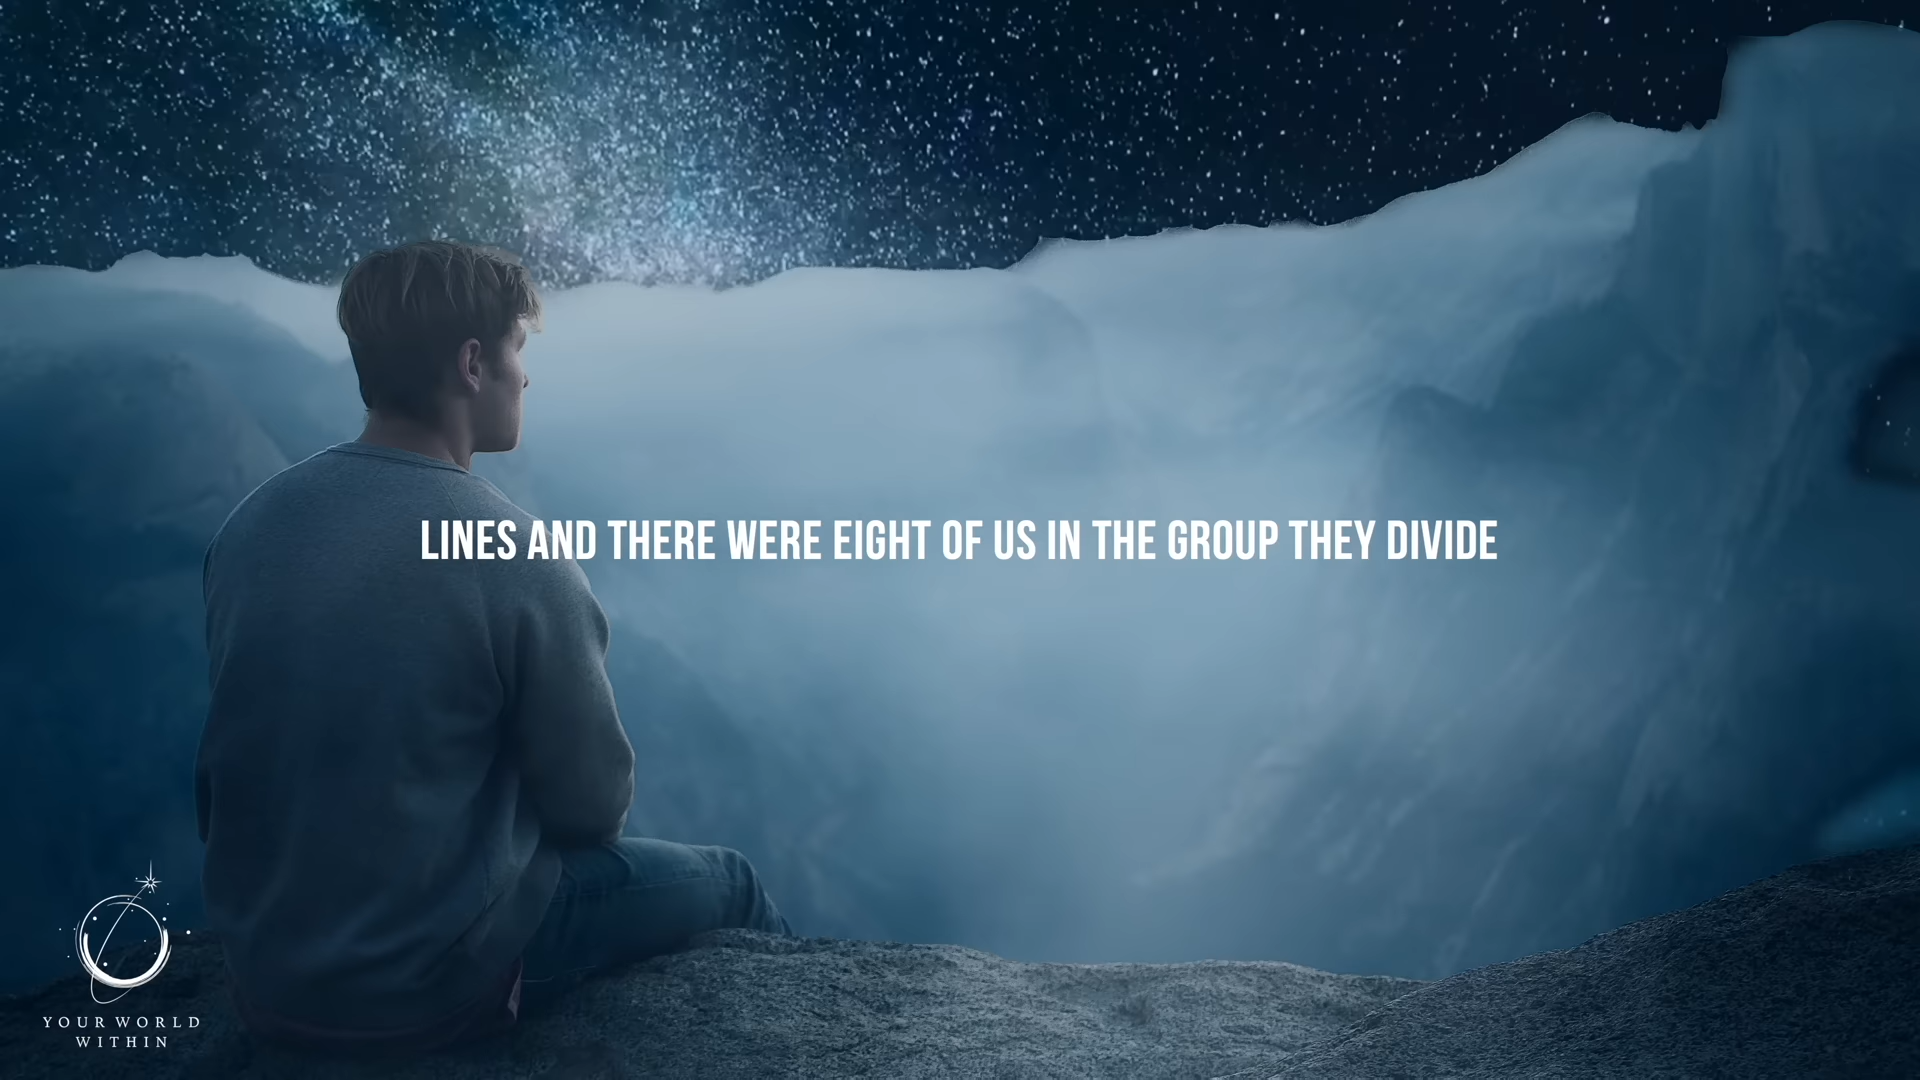 LINES AND THERE WERE EIGHT OF US IN THE GROUP THEY DIVIDE
YOUR WORLD
WITHIN